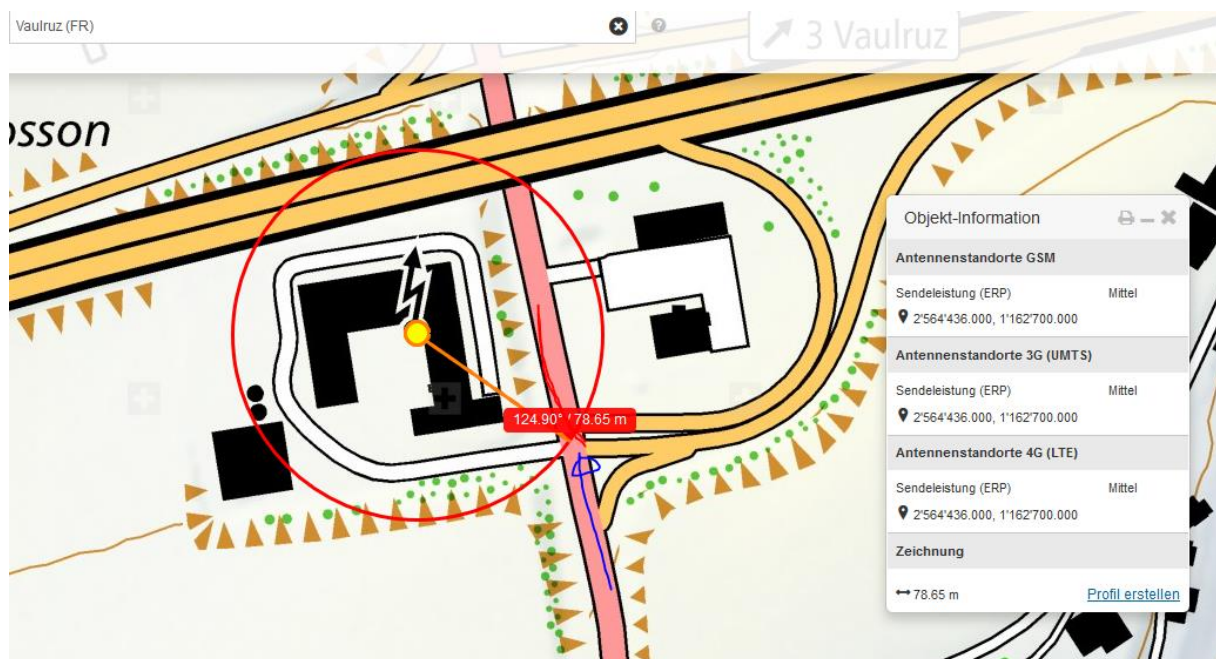 Vaulruz (FR)
3 Vaulruz
osson
Objekt-Information
Antennenstandorte GSM
Sendeleistung (ERP) Mittel
2'564'436.000, 1'162'700.000
Antennenstandorte 3G (UMTS)
Sendeleistung (ERP) Mittel
2'564'436.000, 1'162'700.000
124.90° / 78.65 m
Antennenstandorte 4G (LTE)
Sendeleistung (ERP) Mittel
2'564'436.000, 1'162'700.000
Zeichnung
78.65 m Profil erstellen